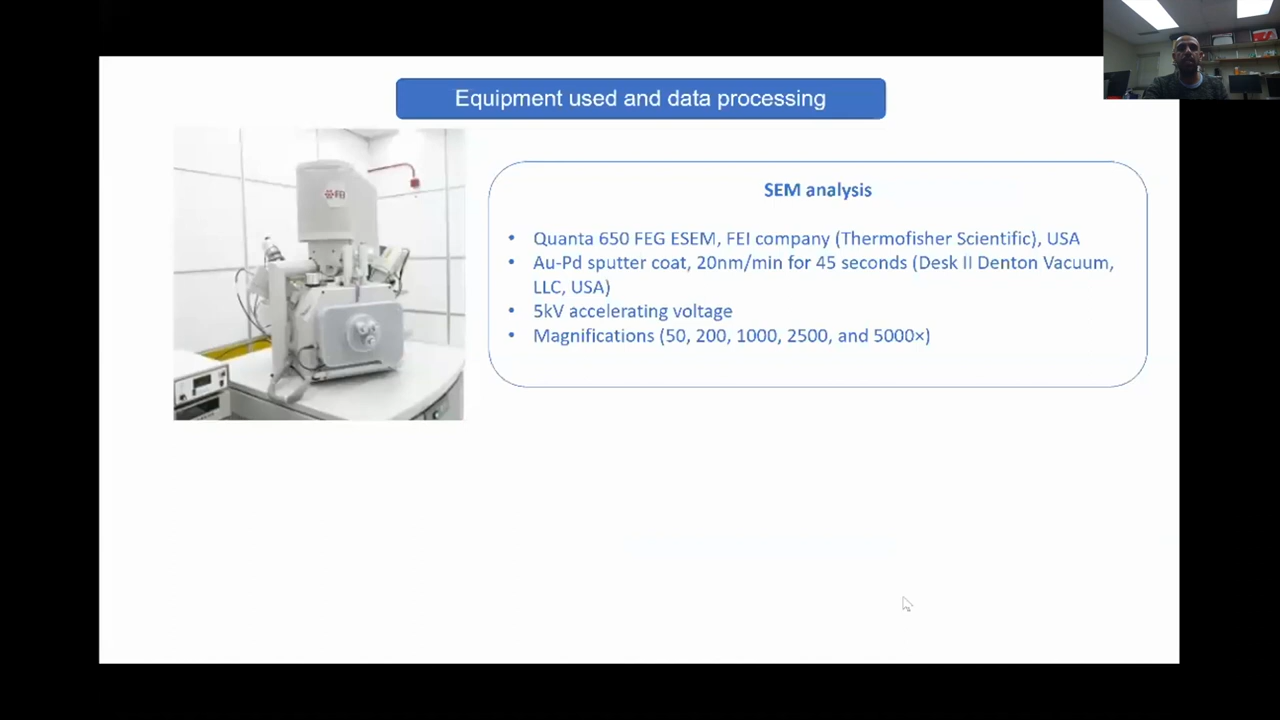 Equipment used and data processing
FEI
SEM analysis
• Quanta 650 FEG ESEM, FEI company (Thermofisher Scientific), USA
• Au-Pd sputter coat, 20nm/min for 45 seconds (Desk II Denton Vacuum,
LLC, USA)
• 5kV accelerating voltage
• Magnifications (50, 200, 1000, 2500, and 5000×)